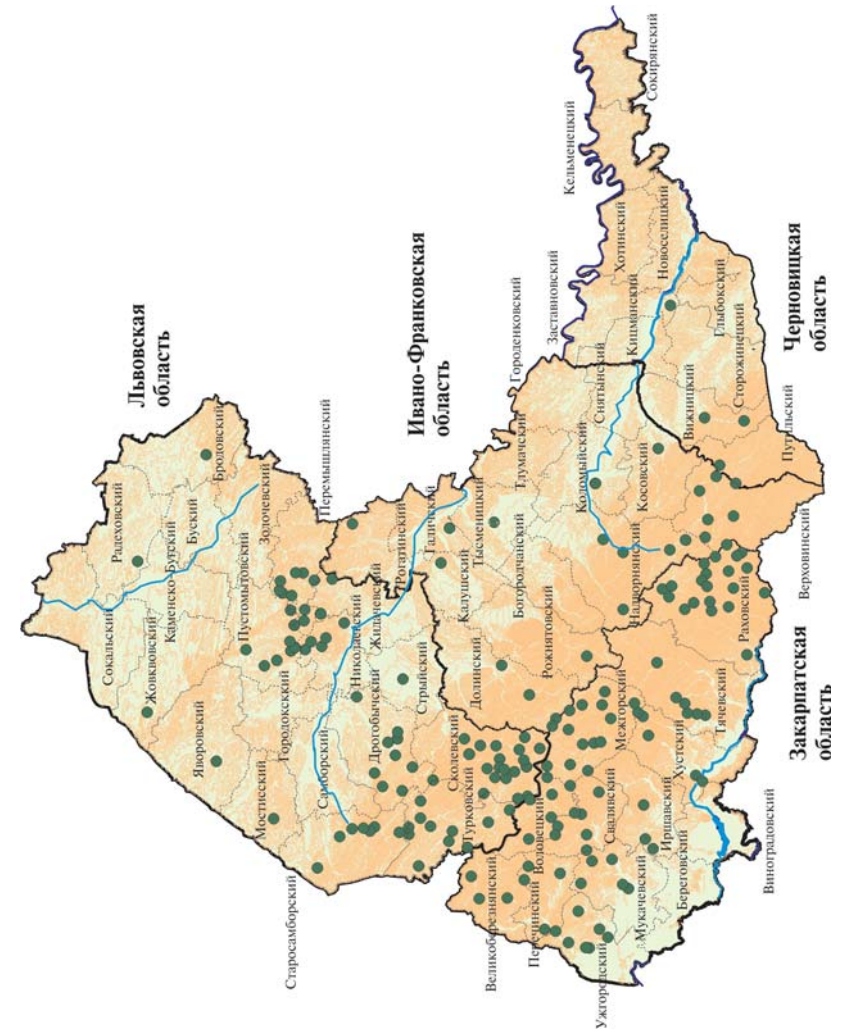 Львовская
область
Ивано-Франковская
область
Черновицкая
область
Закарпатская
область
Сокальский
Радеховский
Бродовский
Жовкововский
Каменско-Бугский
Буский
Золочевский
Перемышлянский
Яворовский
Пустомытовский
Мостисский
Городокский
Николаевский
Жидачевский
Самборский
Дрогобычский
Стрыйский
Старосамборский
Сколевский
Турковский
Рогатинский
Галичский
Калушский
Тысменицкий
Тлумачский
Городенковский
Долинский
Рожнятовский
Богородчанский
Надворнянский
Коломыйский
Снятынский
Косовский
Верховинский
Заставновский
Кельменецкий
Сокирянский
Хотинский
Новоселицкий
Кицманский
Глыбокский
Сторожинецкий
Вижницкий
Путильский
Великоберезнянский
Перечинский
Воловецкий
Ужгородский
Мукачевский
Свалявский
Иршавский
Береговский
Виноградовский
Хустский
Межгорский
Тячевский
Раховский